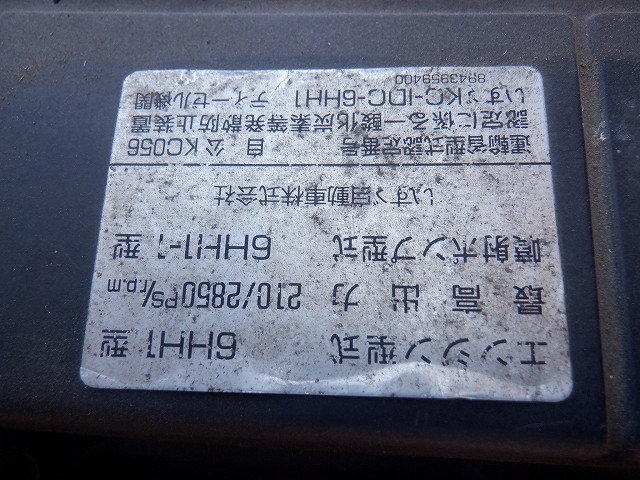 エンジン型式 6HH1 型
最高出力 210/2850PS/r.p.m
噴射ポンプ型式 6HH1-1 型
いすゞ自動車株式会社
運輸省型式認定番号 自 公 KC056
認定に係る一酸化炭素等発散防止装置
いすゞKC-IDC-6HH1 ディーゼル機関
8943959400